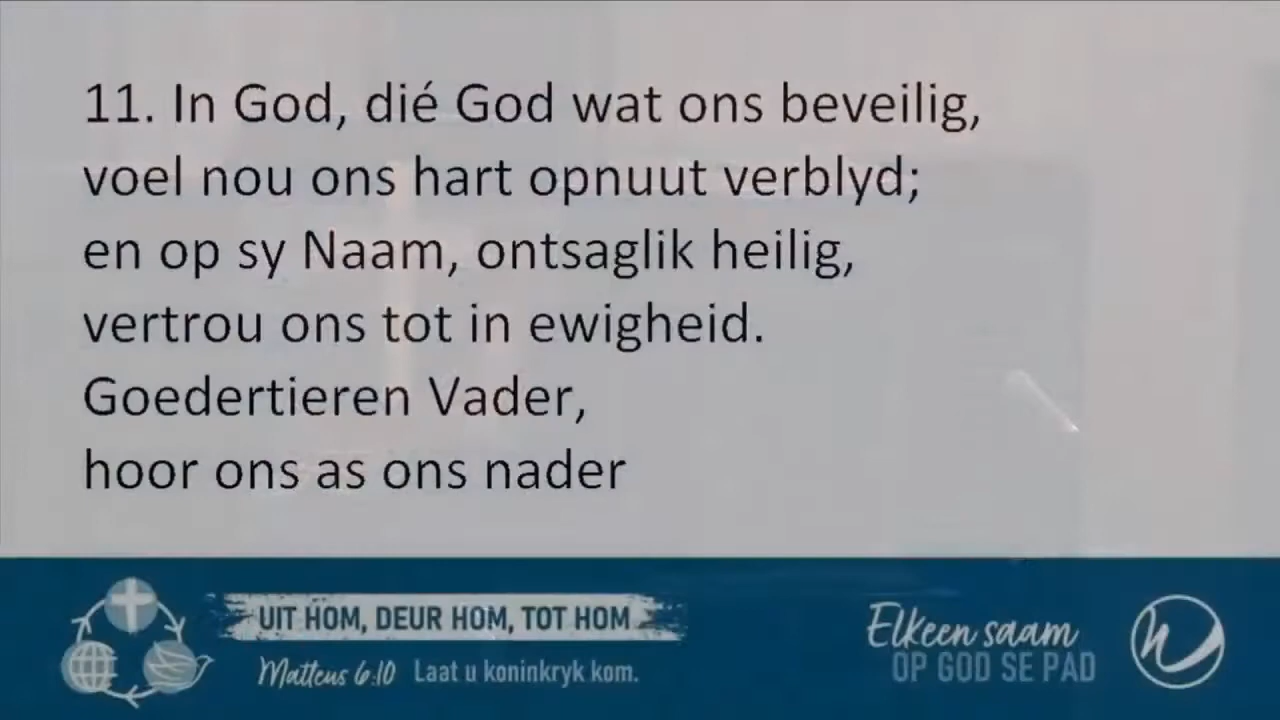 11. In God, dié God wat ons beveilig,
voel nou ons hart opnuut verblyd;
en op sy Naam, ontsaglik heilig,
vertrou ons tot in ewigheid.
Goedertieren Vader,
hoor ons as ons nader
UIT HOM, DEUR HOM, TOT HOM
Matteus 6:10 Laat u koninkryk kom.
Elkeen saam
OP GOD SE PAD